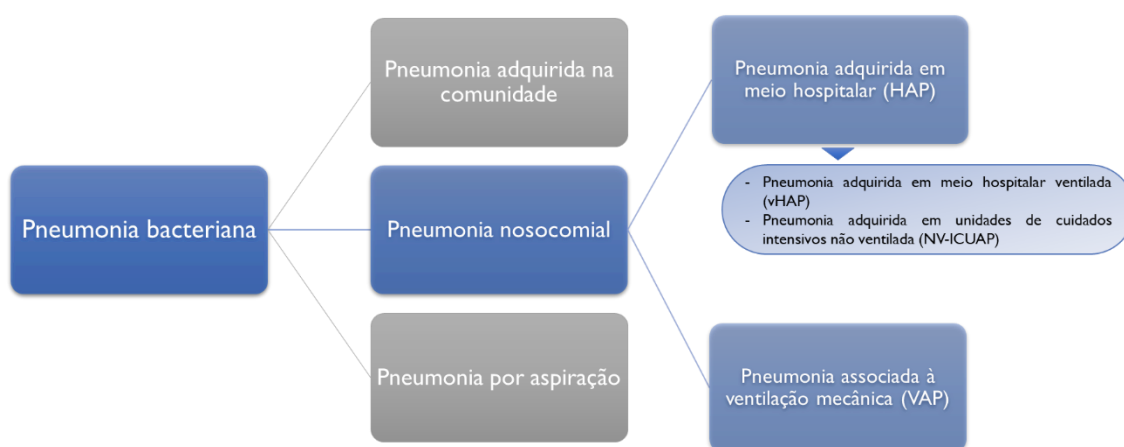 Pneumonia bacteriana
Pneumonia adquirida na
comunidade
Pneumonia nosocomial
Pneumonia por aspiração
Pneumonia adquirida em
meio hospitalar (HAP)
- Pneumonia adquirida em meio hospitalar ventilada
(vHAP)
- Pneumonia adquirida em unidades de cuidados
intensivos não ventilada (NV-ICUAP)
Pneumonia associada à
ventilação mecânica (VAP)